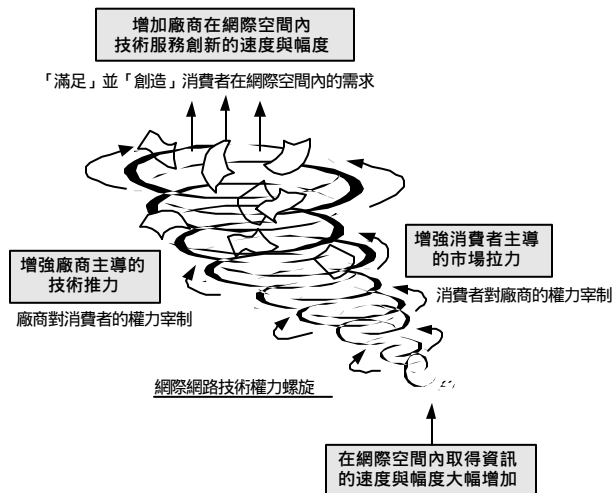 增加廠商在網際空間內
技術服務創新的速度與幅度
「滿足」並「創造」消費者在網際空間內的需求
增強廠商主導的
技術推力
廠商對消費者的權力宰制
增強消費者主導
的市場拉力
消費者對廠商的權力宰制
網際網路技術權力螺旋
在網際空間內取得資訊
的速度與幅度大幅增加